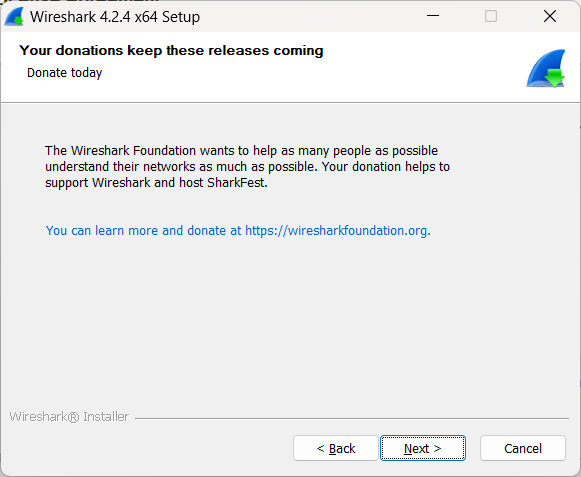 Wireshark 4.2.4 x64 Setup
Your donations keep these releases coming
Donate today
The Wireshark Foundation wants to help as many people as possible
understand their networks as much as possible. Your donation helps to
support Wireshark and host SharkFest.
You can learn more and donate at https://wiresharkfoundation.org.
Wireshark® Installer
< Back
Next >
Cancel